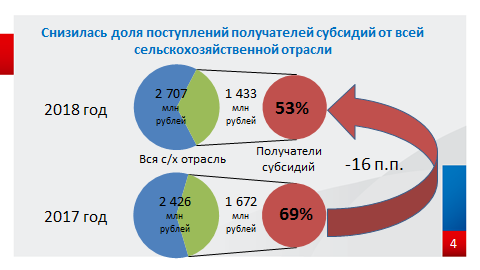 Снизилась доля поступлений получателей субсидий от всей
сельскохозяйственной отрасли
2018 год
2 707
млн
рублей
1 433
млн
рублей
53%
Вся с/х отрасль
Получатели
субсидий
-16 п.п.
2017 год
2 426
млн
рублей
1 672
млн
рублей
69%
4